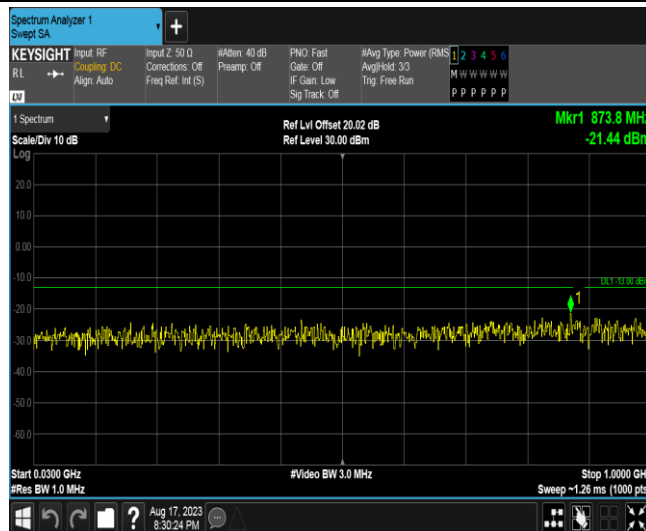 Spectrum Analyzer 1
Swept SA
+
KEYSIGHT
RL
LXI
Input: RF
Coupling: DC
Align: Auto
Input Z: 50 Ω
Corrections: Off
Freq Ref: Int (S)
#Atten: 40 dB
Preamp: Off
PNO: Fast
Gate: Off
IF Gain: Low
Sig Track: Off
#Avg Type: Power (RMS
Avg|Hold: 3/3
Trig: Free Run
1 2 3 4 5 6
M W W W W W
P P P P P P
1 Spectrum
Scale/Div 10 dB
Log
Ref Lvl Offset 20.02 dB
Ref Level 30.00 dBm
Mkr1 873.8 MHz
-21.44 dBm
20.0
10.0
0.00
-10.0
-20.0
-30.0
-40.0
-50.0
-60.0
DL1 -13.00 dBm
1
Start 0.0300 GHz
#Res BW 1.0 MHz
#Video BW 3.0 MHz
Stop 1.0000 GH
Sweep ~1.26 ms (1000 pts
?
Aug 17, 2023
8:30:24 PM